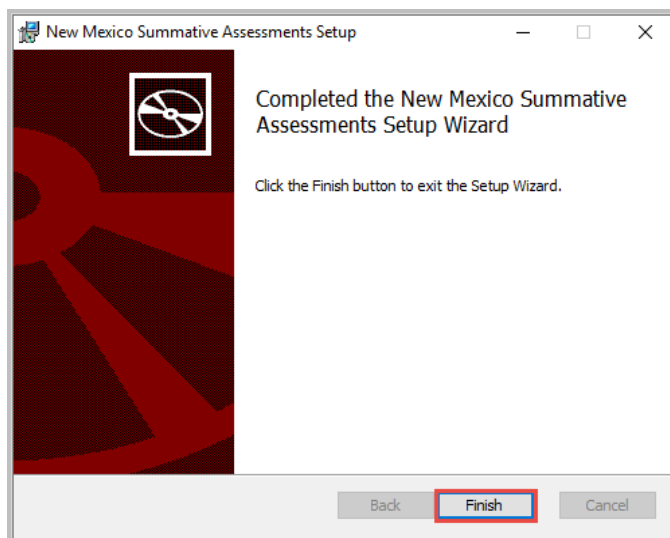 New Mexico Summative Assessments Setup
Completed the New Mexico Summative
Assessments Setup Wizard
Click the Finish button to exit the Setup Wizard.
Back
Finish
Cancel